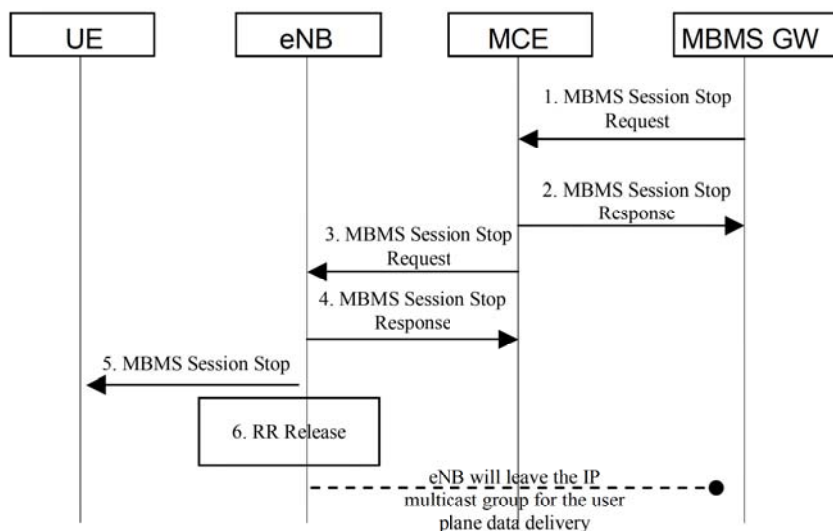 UE
eNB
MCE
MBMS GW
1. MBMS Session Stop
Request
2. MBMS Session Stop
Response
3. MBMS Session Stop
Request
4. MBMS Session Stop
Response
5. MBMS Session Stop
6. RR Release
eNB will leave the IP
multicast group for the user
plane data delivery